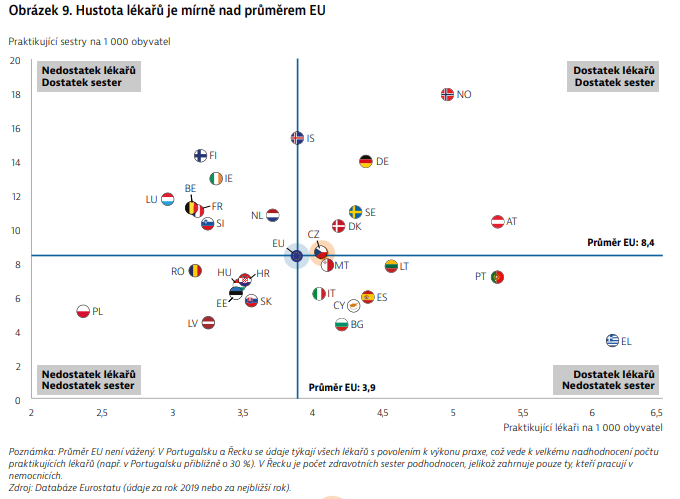 Obrázek 9. Hustota lékařů je mírně nad průměrem EU
Praktikující sestry na 1 000 obyvatel
20
Nedostatek lékařů
Dostatek sester
Dostatek lékařů
Dostatek sester
18
NO
16
IS
14
FI
DE
IE
12
LU
BE
FR
SI
NL
SE
DK
AT
10
EU
CZ
Průměr EU: 8,4
8
RO
HU
HR
MT
LT
PT
6
EE
SK
IT
ES
CY
PL
4
LV
BG
EL
2
Nedostatek lékařů
Nedostatek sester
Dostatek lékařů
Nedostatek sester
Průměr EU: 3,9
0
2
2,5
3
3,5
4
4,5
5
5,5
6
6,5
Praktikující lékaři na 1 000 obyvatel
Poznámka: Průměr EU není vážený. V Portugalsku a Řecku se údaje týkají všech lékařů s povolením k výkonu praxe, což vede k velkému nadhodnocení počtu
praktikujících lékařů (např. v Portugalsku přibližně o 30 %). V Řecku je počet zdravotních sester podhodnocen, jelikož zahrnuje pouze ty, kteří pracují v
nemocnicích.
Zdroj: Databáze Eurostatu (údaje za rok 2019 nebo za nejbližší rok).